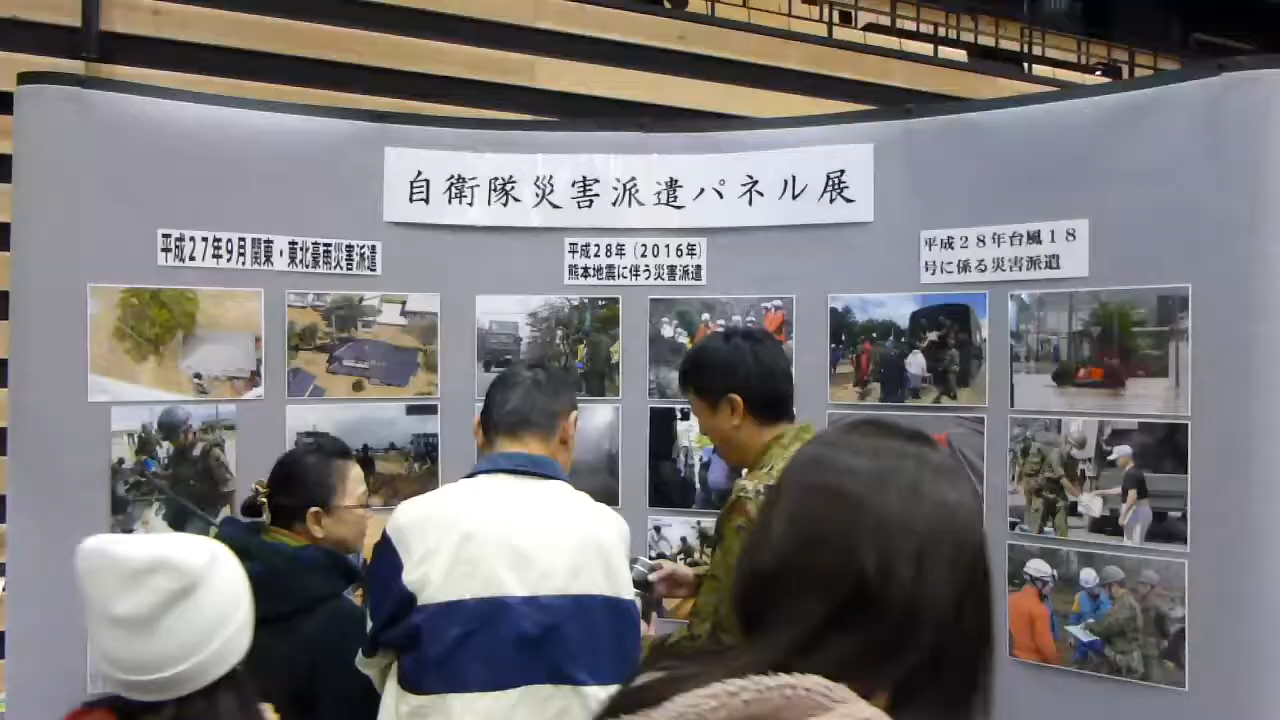 自衛隊災害派遣パネル展
平成27年9月関東・東北豪雨災害派遣
平成28年（2016年）
熊本地震に伴う災害派遣
平成２８年台風１８
号に係る災害派遣